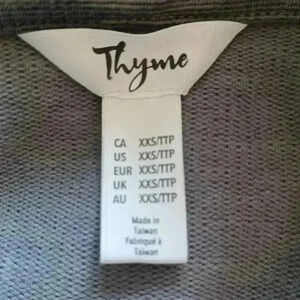 Thyme
CA XXS/TTP
US XXS/TTP
EUR XXS/TTP
UK XXS/TTP
AU XXS/TTP
Made in
Taiwan
Fabriqué à
Taiwan